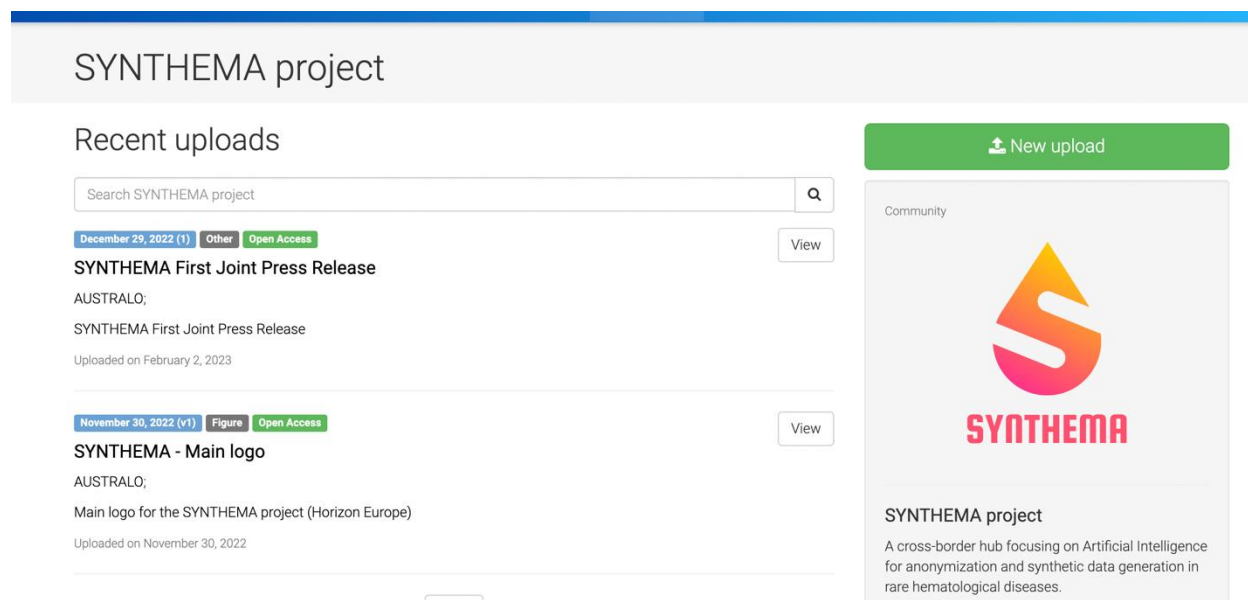 SYNTHEMA project
Recent uploads
New upload
Search SYNTHEMA project
Community
December 29, 2022 (1) Other Open Access
View
SYNTHEMA First Joint Press Release
AUSTRALO;
SYNTHEMA First Joint Press Release
Uploaded on February 2, 2023
November 30, 2022 (v1) Figure Open Access
View
SYNTHEMA - Main logo
AUSTRALO;
Main logo for the SYNTHEMA project (Horizon Europe)
Uploaded on November 30, 2022
SYNTHEMA
SYNTHEMA project
A cross-border hub focusing on Artificial Intelligence
for anonymization and synthetic data generation in
rare hematological diseases.